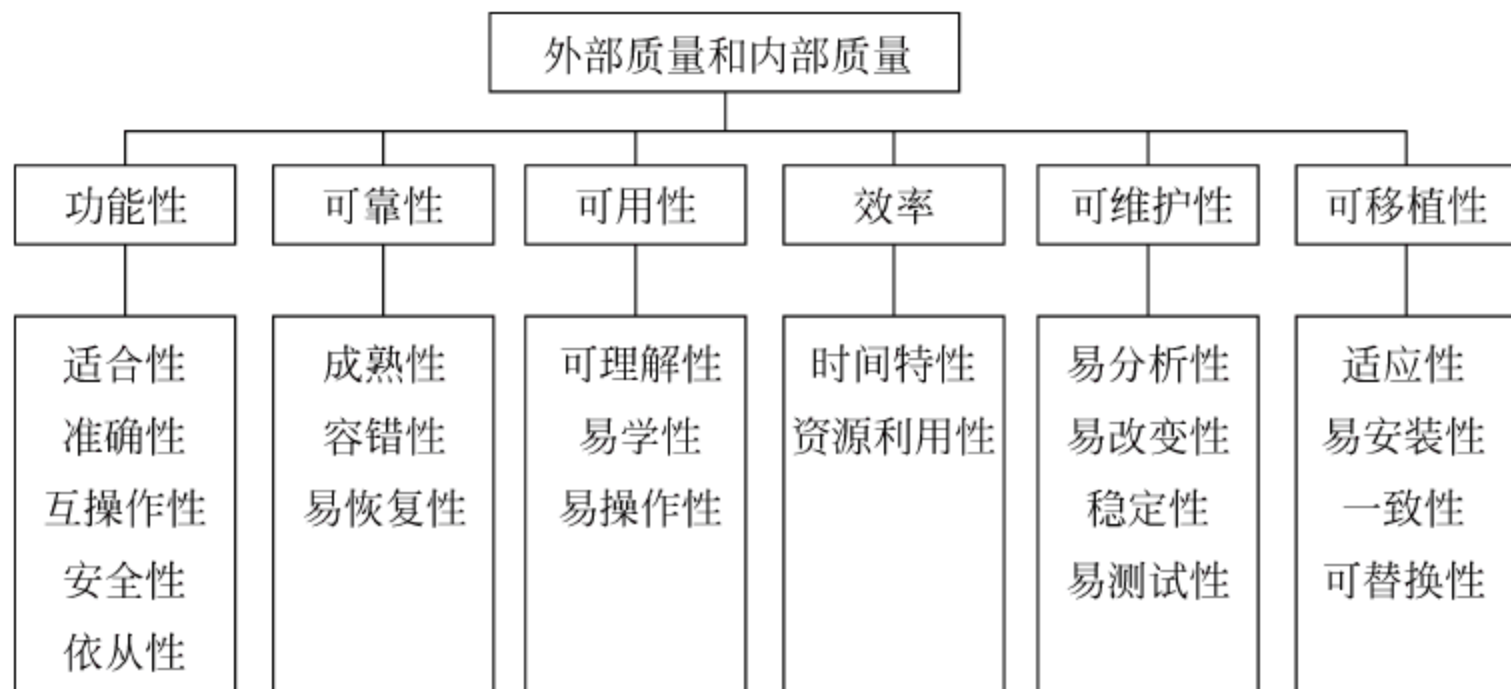 外部质量和内部质量
功能性
可靠性
可用性
效率
可维护性
可移植性
适合性
准确性
互操作性
安全性
依从性
成熟性
容错性
易恢复性
可理解性
易学性
易操作性
时间特性
资源利用性
易分析性
易改变性
稳定性
易测试性
适应性
易安装性
一致性
可替换性